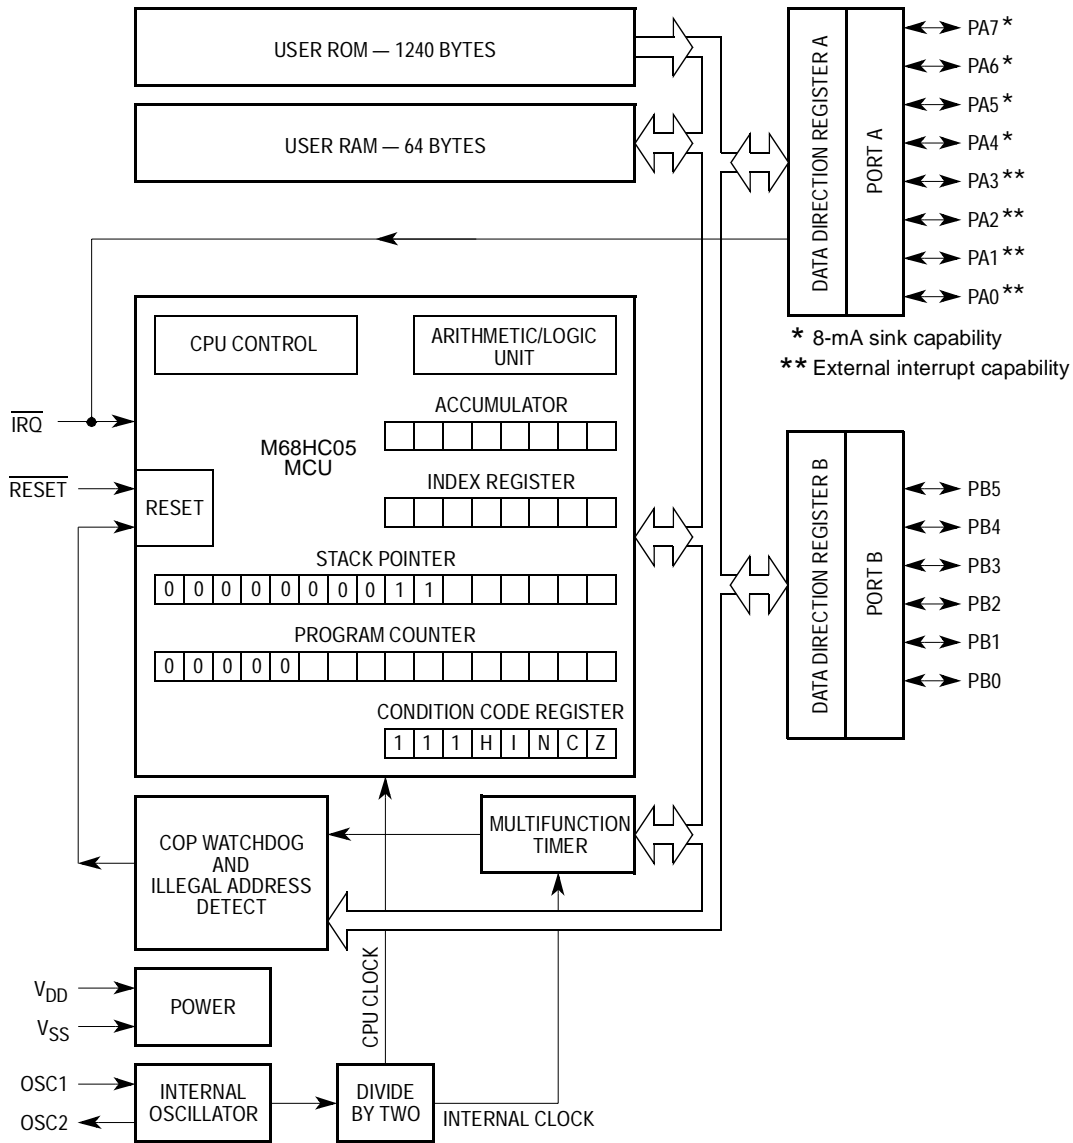 USER ROM — 1240 BYTES
USER RAM — 64 BYTES
DATA DIRECTION REGISTER A
PORT A
PA7 *
PA6 *
PA5 *
PA4 *
PA3 **
PA2 **
PA1 **
PA0 **
* 8-mA sink capability
** External interrupt capability
CPU CONTROL
ARITHMETIC/LOGIC
UNIT
ACCUMULATOR
IRQ
M68HC05
MCU
RESET
RESET
INDEX REGISTER
STACK POINTER
0 0 0 0 0 0 0 0 1 1
PROGRAM COUNTER
0 0 0 0 0
CONDITION CODE REGISTER
1 1 1 H I N C Z
DATA DIRECTION REGISTER B
PORT B
PB5
PB4
PB3
PB2
PB1
PB0
COP WATCHDOG
AND
ILLEGAL ADDRESS
DETECT
MULTIFUNCTION
TIMER
CPU CLOCK
VDD
VSS
POWER
OSC1
OSC2
INTERNAL
OSCILLATOR
DIVIDE
BY TWO
INTERNAL CLOCK